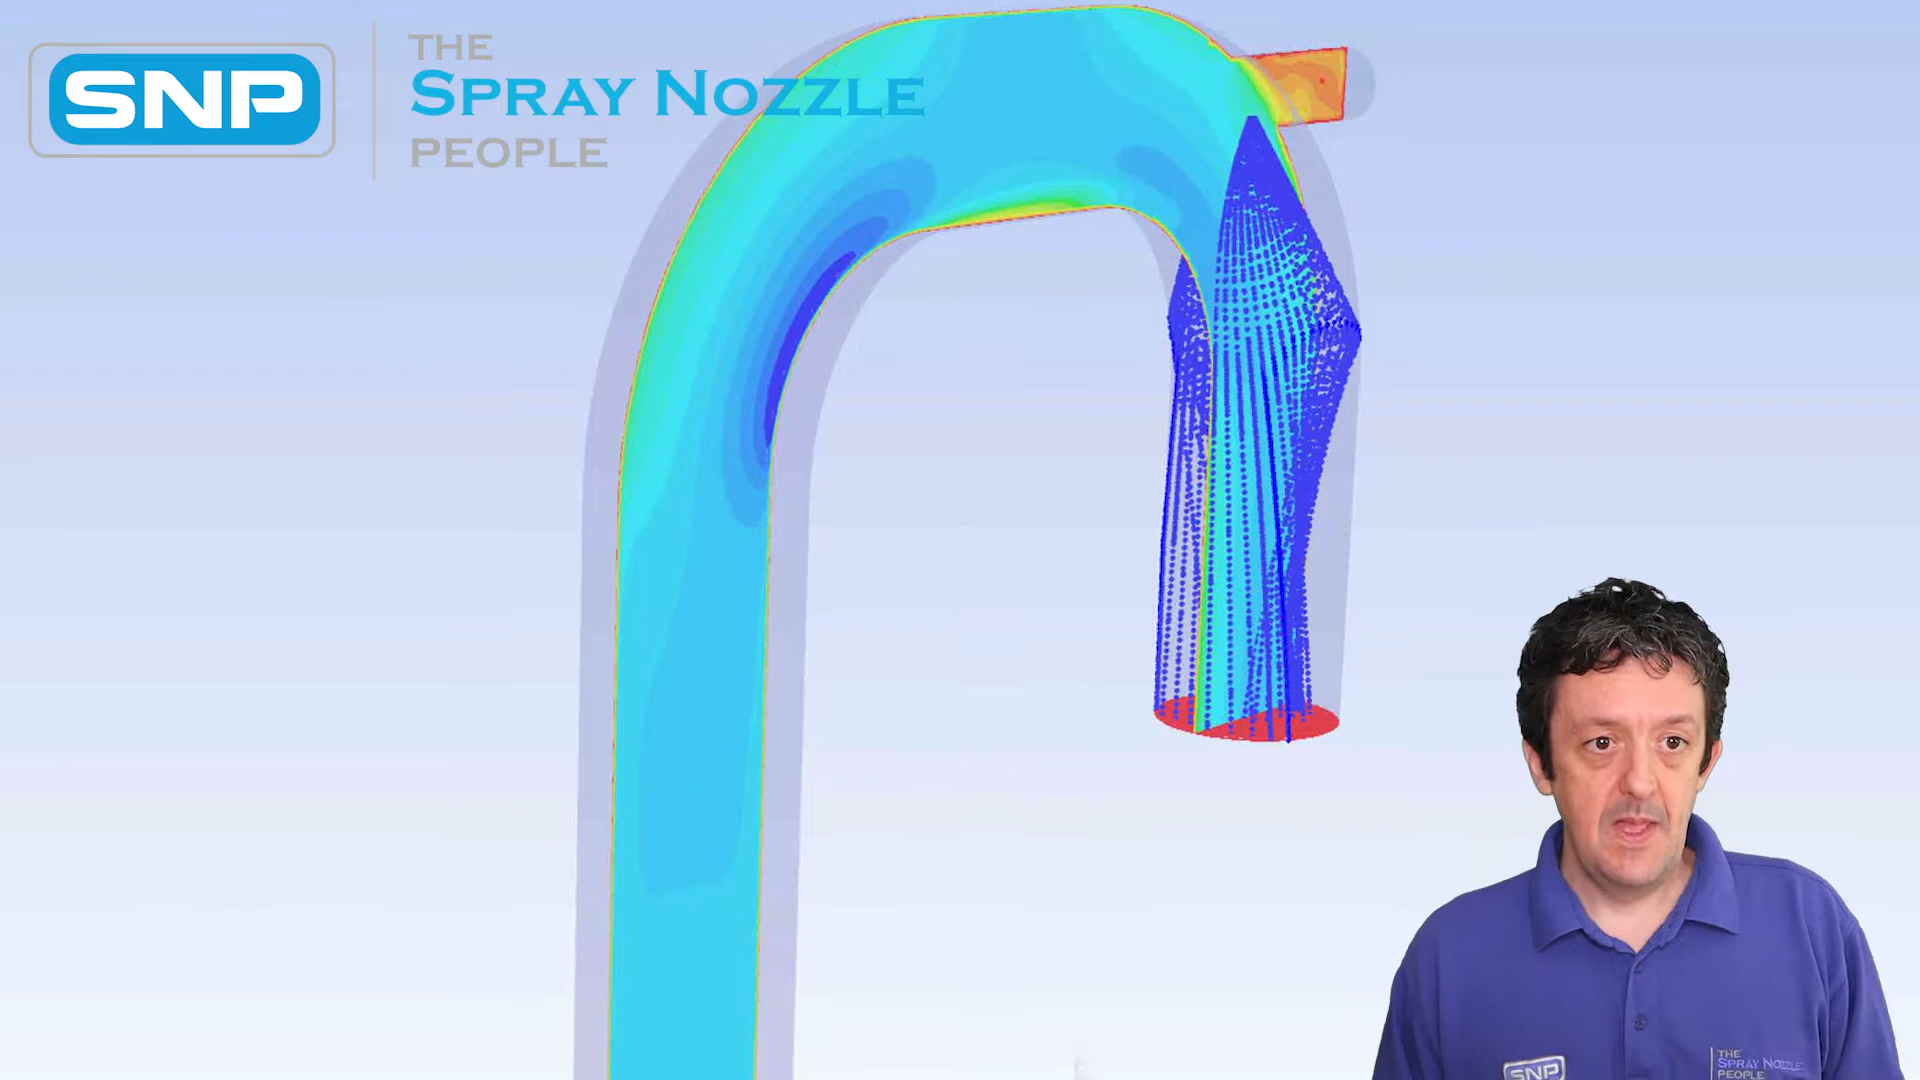 SNP
THE
SPRAY NOZZLE
PEOPLE
SNP
THE
SPRAY NOZZLE
PEOPLE